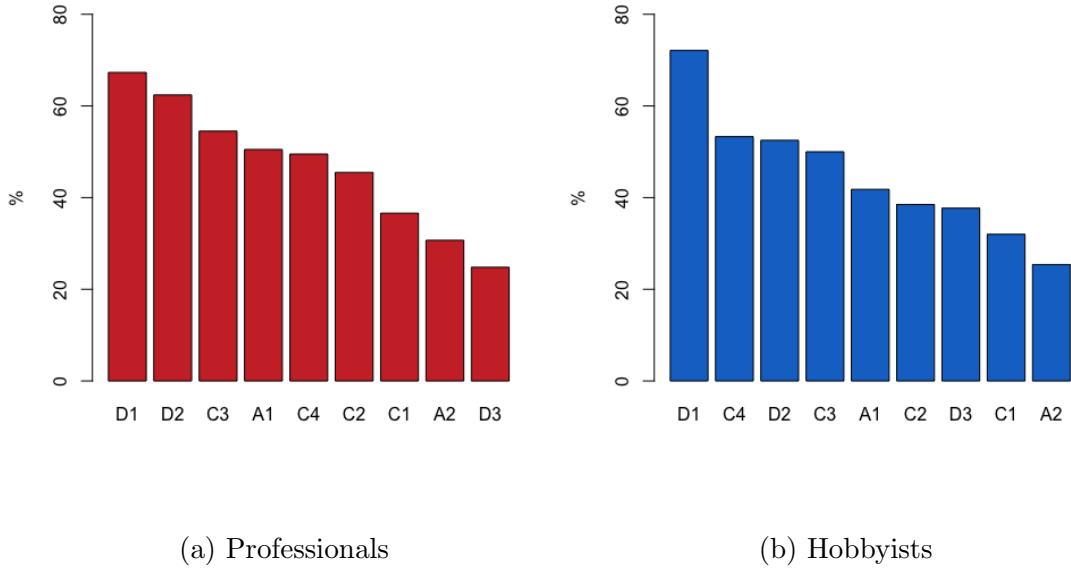 %
0 20 40 60 80
D1 D2 C3 A1 C4 C2 C1 A2 D3
(a) Professionals
%
0 20 40 60 80
D1 C4 D2 C3 A1 C2 D3 C1 A2
(b) Hobbyists